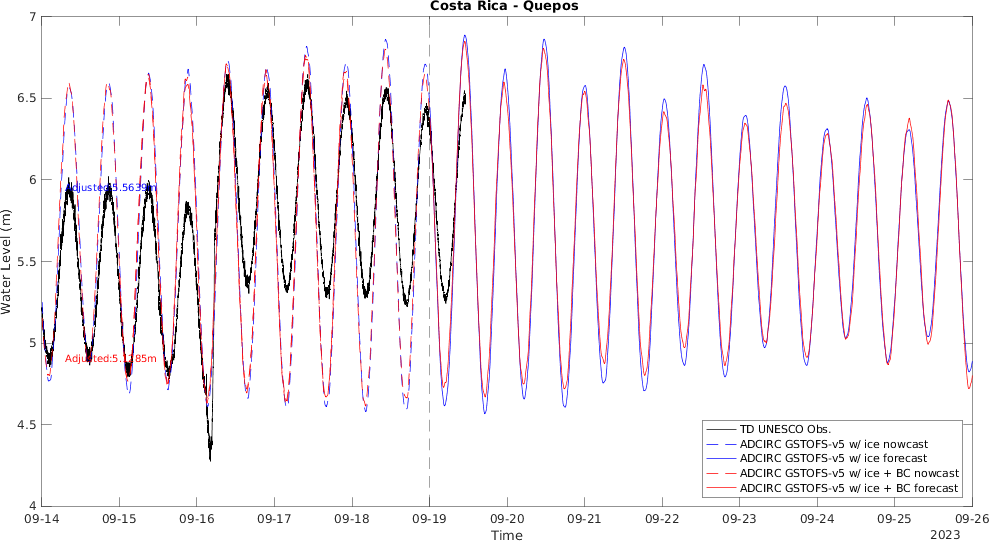 Costa Rica - Quepos
Water Level (m)
7
6.5
6
5.5
5
4.5
4
Adjusted:5.5639m
Adjusted:5.1185m
TD UNESCO Obs.
ADCIRC GSTOFS-v5 w/ ice nowcast
ADCIRC GSTOFS-v5 w/ ice forecast
ADCIRC GSTOFS-v5 w/ ice + BC nowcast
ADCIRC GSTOFS-v5 w/ ice + BC forecast
09-14 09-15 09-16 09-17 09-18 09-19 09-20 09-21 09-22 09-23 09-24 09-25 09-26
Time
2023